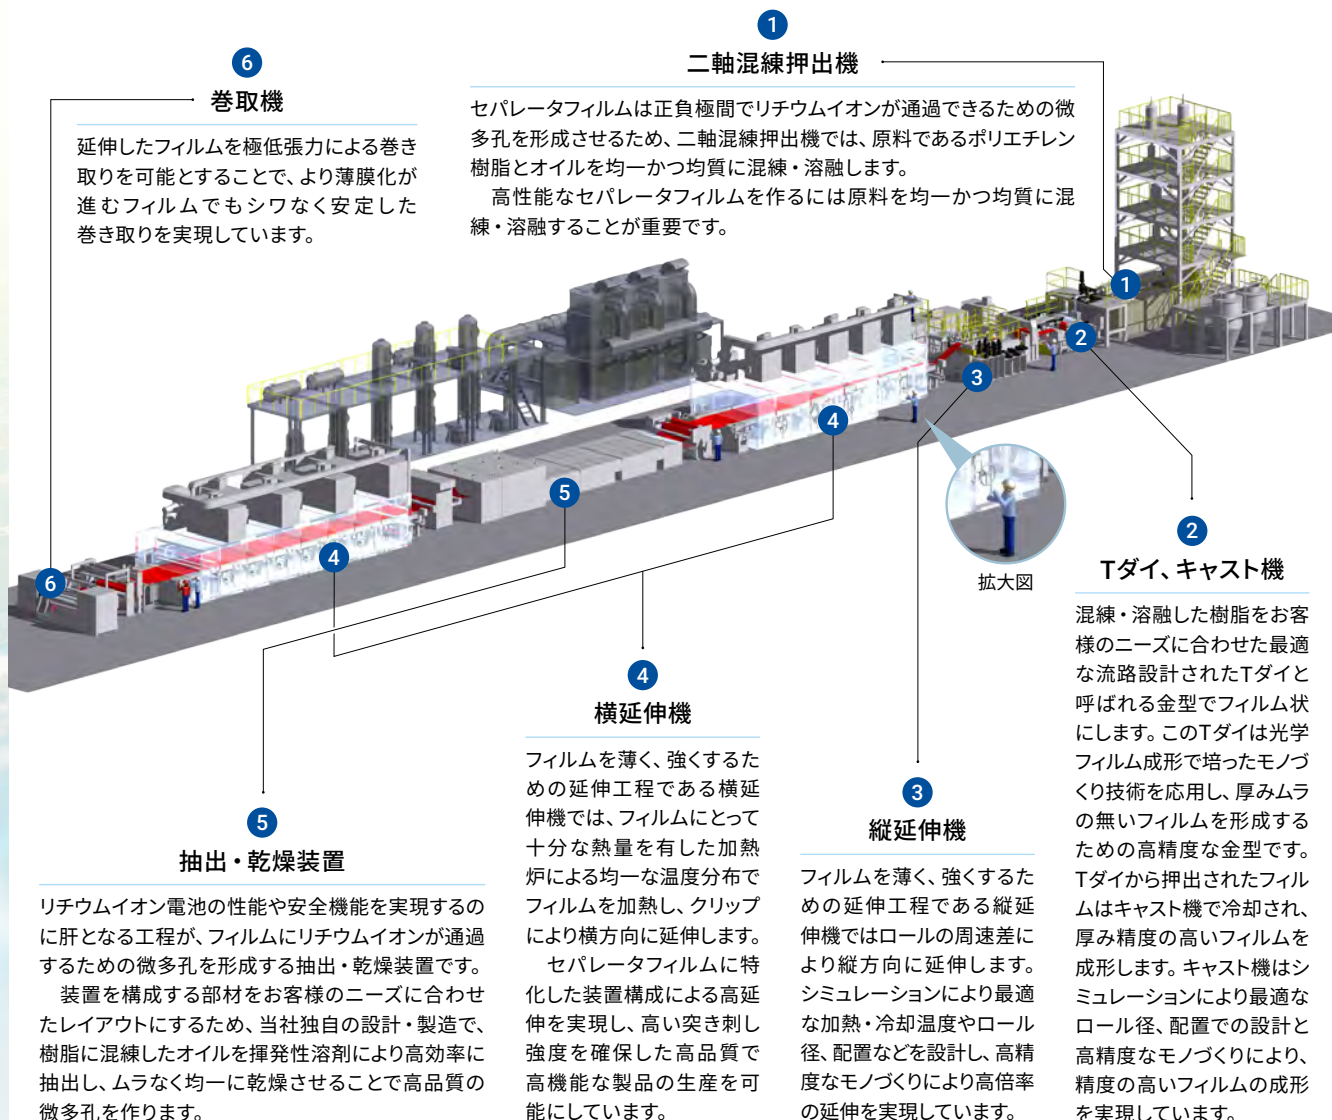 1
二軸混練押出機
セパレータフィルムは正負極間でリチウムイオンが通過できるための微
多孔を形成させるため、二軸混練押出機では、原料であるポリエチレン
樹脂とオイルを均一かつ均質に混練・溶融します。
　高性能なセパレータフィルムを作るには原料を均一かつ均質に混
練・溶融することが重要です。
6
巻取機
延伸したフィルムを極低張力による巻き
取りを可能とすることで、より薄膜化が
進むフィルムでもシワなく安定した
巻き取りを実現しています。
1
2
3
4
5
4
6
拡大図
2
Tダイ、キャスト機
混練・溶融した樹脂をお客
様のニーズに合わせた最適
な流路設計されたTダイと
呼ばれる金型でフィルム状
にします。このTダイは光学
フィルム成形で培ったモノづ
くり技術を応用し、厚みムラ
の無いフィルムを形成する
ための高精度な金型です。
Tダイから押出されたフィル
ムはキャスト機で冷却され、
厚み精度の高いフィルムを
成形します。キャスト機はシ
ミュレーションにより最適な
ロール径、配置での設計と
高精度なモノづくりにより、
精度の高いフィルムの成形
を実現しています。
3
縦延伸機
フィルムを薄く、強くするた
めの延伸工程である縦延
伸機ではロールの周速差に
より縦方向に延伸します。
シミュレーションにより最適
な加熱・冷却温度やロール
径、配置などを設計し、高精
度なモノづくりにより高倍率
の延伸を実現しています。
4
横延伸機
フィルムを薄く、強くするた
めの延伸工程である横延
伸機では、フィルムにとって
十分な熱量を有した加熱
炉による均一な温度分布で
フィルムを加熱し、クリップ
により横方向に延伸します。
　セパレータフィルムに特
化した装置構成による高延
伸を実現し、高い突き刺し
強度を確保した高品質で
高機能な製品の生産を可
能にしています。
5
抽出・乾燥装置
リチウムイオン電池の性能や安全機能を実現するの
に肝となる工程が、フィルムにリチウムイオンが通過
するための微多孔を形成する抽出・乾燥装置です。
　装置を構成する部材をお客様のニーズに合わせ
たレイアウトにするため、当社独自の設計・製造で、
樹脂に混練したオイルを揮発性溶剤により高効率に
抽出し、ムラなく均一に乾燥させることで高品質の
微多孔を作ります。